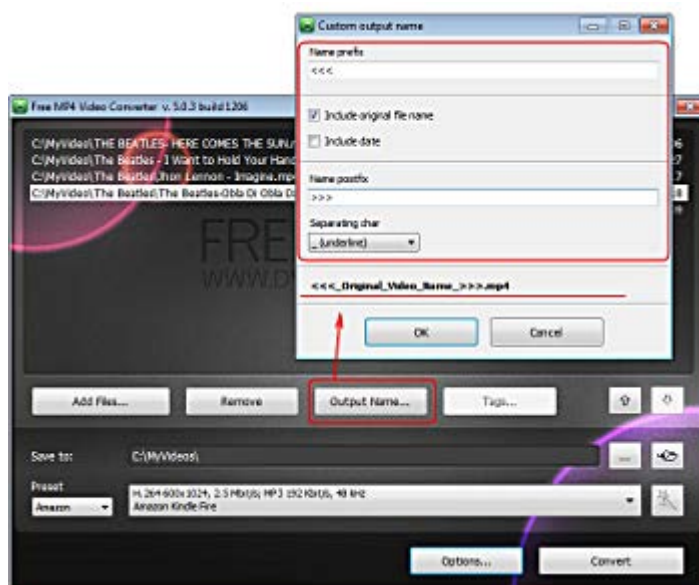 Custom output name
Name prefix
<<<
Include original file name
Include date
Name postfix
>>>
Separating char
_ (underline)
<<<_Original_Video_Name_>>>.mp4
OK
Cancel
Free MP4 Video Converter v. 5.0.3 build 1206
C:\MyVideo\THE BEATLES- HERE COMES THE SUN
C:\MyVideo\The Beatles - I Want to Hold Your Hand
C:\MyVideo\The Beatles\Jhon Lennon - Imagine.mp
C:\MyVideo\The Beatles\The Beatles-Obla Di Obla Da
FREE
WWW.DV
Add Files...
Remove
Output Name...
Tags...
Save to:
C:\MyVideos\
...
Preset
Amazon
H.264 600x1024, 2.5 Mbit/s; MP3 192 Kbit/s, 48 kHz
Amazon Kindle Fire
Options...
Convert